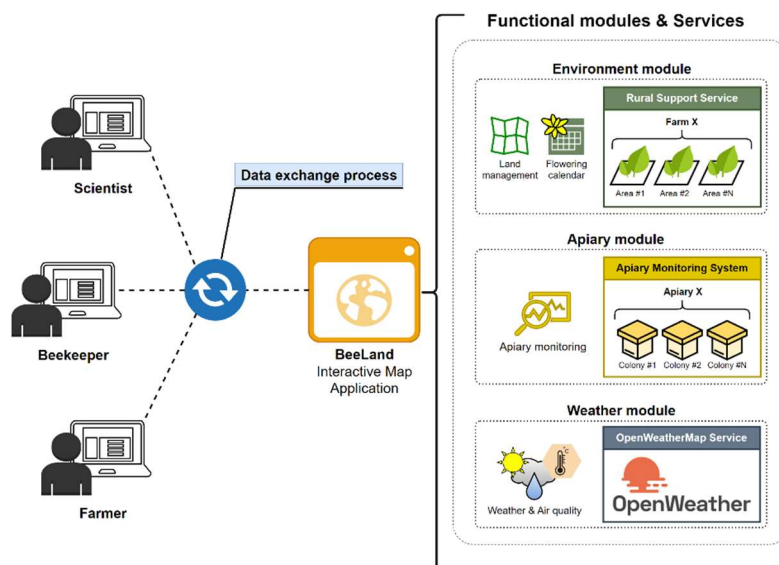 Functional modules & Services
Environment module
Rural Support Service
Farm X
Land
management
Flowering
calendar
Area #1 Area #2 Area #N
Scientist
Data exchange process
Apiary module
Apiary Monitoring System
Apiary X
Apiary monitoring
Colony #1 Colony #2 Colony #N
Beekeeper
BeeLand
Interactive Map
Application
Weather module
OpenWeatherMap Service
°C
OpenWeather
Weather & Air quality
Farmer